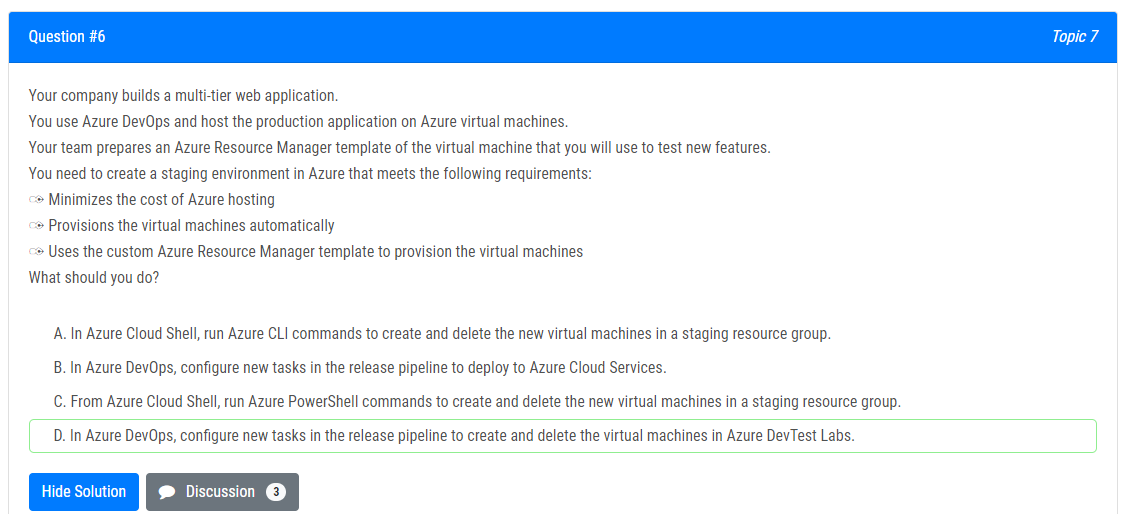 Question #6
Topic 7
Your company builds a multi-tier web application.
You use Azure DevOps and host the production application on Azure virtual machines.
Your team prepares an Azure Resource Manager template of the virtual machine that you will use to test new features.
You need to create a staging environment in Azure that meets the following requirements:
Minimizes the cost of Azure hosting
Provisions the virtual machines automatically
Uses the custom Azure Resource Manager template to provision the virtual machines
What should you do?
A. In Azure Cloud Shell, run Azure CLI commands to create and delete the new virtual machines in a staging resource group.
B. In Azure DevOps, configure new tasks in the release pipeline to deploy to Azure Cloud Services.
C. From Azure Cloud Shell, run Azure PowerShell commands to create and delete the new virtual machines in a staging resource group.
D. In Azure DevOps, configure new tasks in the release pipeline to create and delete the virtual machines in Azure DevTest Labs.
Hide Solution
Discussion 3